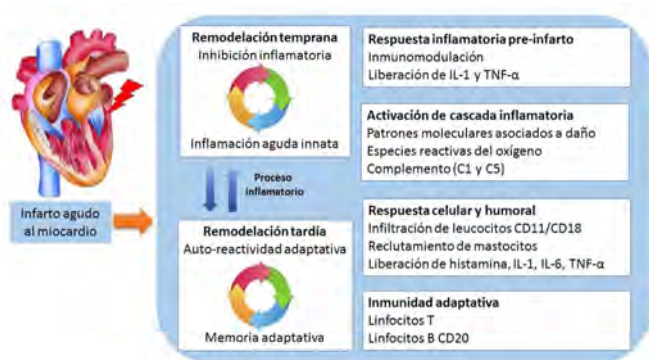 Remodelación temprana
Inhibición inflamatoria
Inflamación aguda innata
Proceso
inflamatorio
Infarto agudo
al miocardio
Remodelación tardía
Auto-reactividad adaptativa
Memoria adaptativa
Respuesta inflamatoria pre-infarto
Inmunomodulación
Liberación de IL-1 y TNF-α
Activación de cascada inflamatoria
Patrones moleculares asociados a daño
Especies reactivas del oxígeno
Complemento (C1 y C5)
Respuesta celular y humoral
Infiltración de leucocitos CD11/CD18
Reclutamiento de mastocitos
Liberación de histamina, IL-1, IL-6, TNF-α
Inmunidad adaptativa
Linfocitos T
Linfocitos B CD20